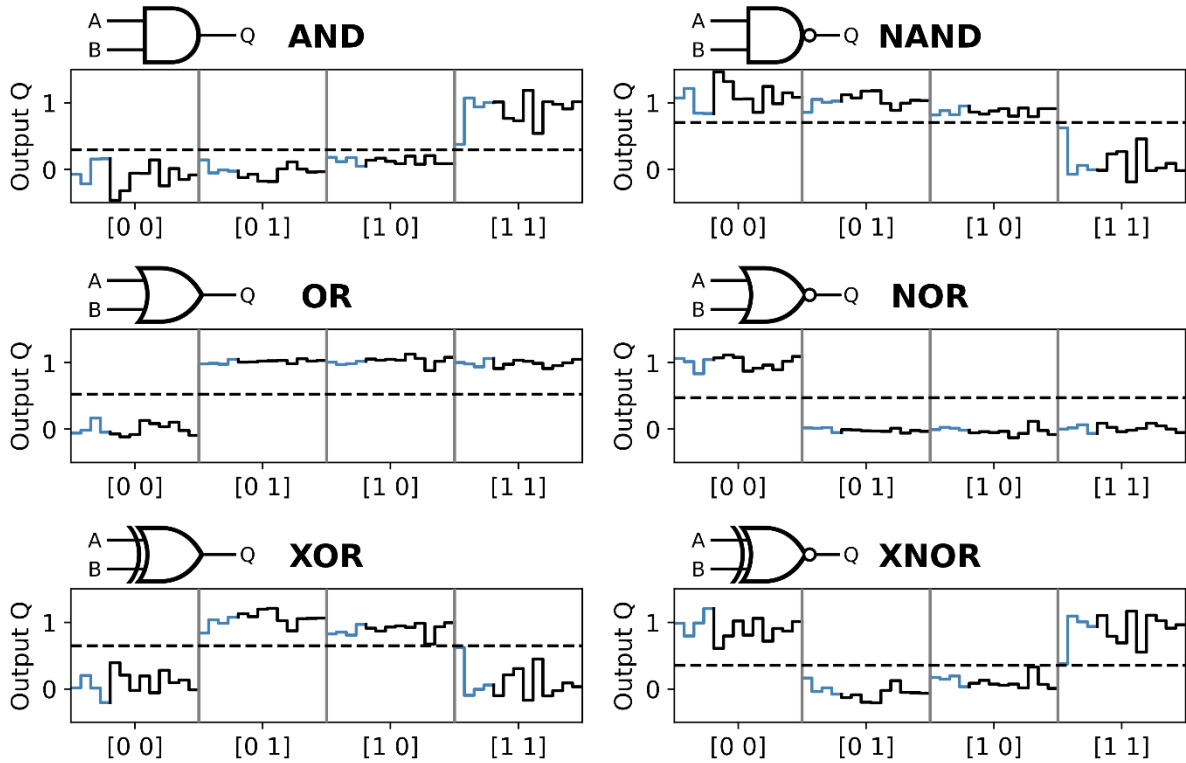 A
B
Q
AND
Output Q
1
0
[0 0] [0 1] [1 0] [1 1]
A
B
Q
NAND
Output Q
1
0
[0 0] [0 1] [1 0] [1 1]
A
B
Q
OR
Output Q
1
0
[0 0] [0 1] [1 0] [1 1]
A
B
Q
NOR
Output Q
1
0
[0 0] [0 1] [1 0] [1 1]
A
B
Q
XOR
Output Q
1
0
[0 0] [0 1] [1 0] [1 1]
A
B
Q
XNOR
Output Q
1
0
[0 0] [0 1] [1 0] [1 1]